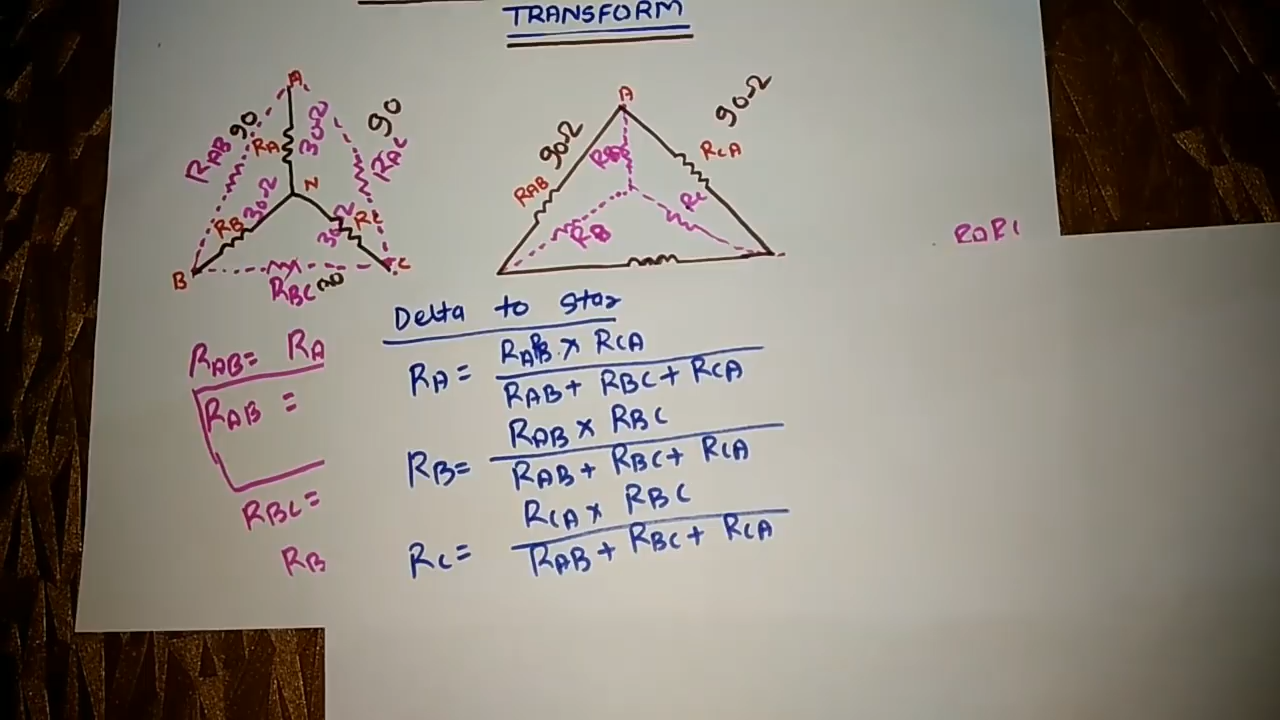 TRANSFORM
A
RAB 90
RA 30Ω
90
RAC
N
RB 30Ω
30Ω RC
B
C
RBC 90
A
90Ω
90Ω
RAB
RCA
RB
RC
RORC
Delta to Star
RAB = RA
RA = RAB × RCA
RAB + RBC + RCA
RAB =
RB = RAB × RBC
RAB + RBC + RCA
RBC =
RB
RC = RCA × RBC
RAB + RBC + RCA